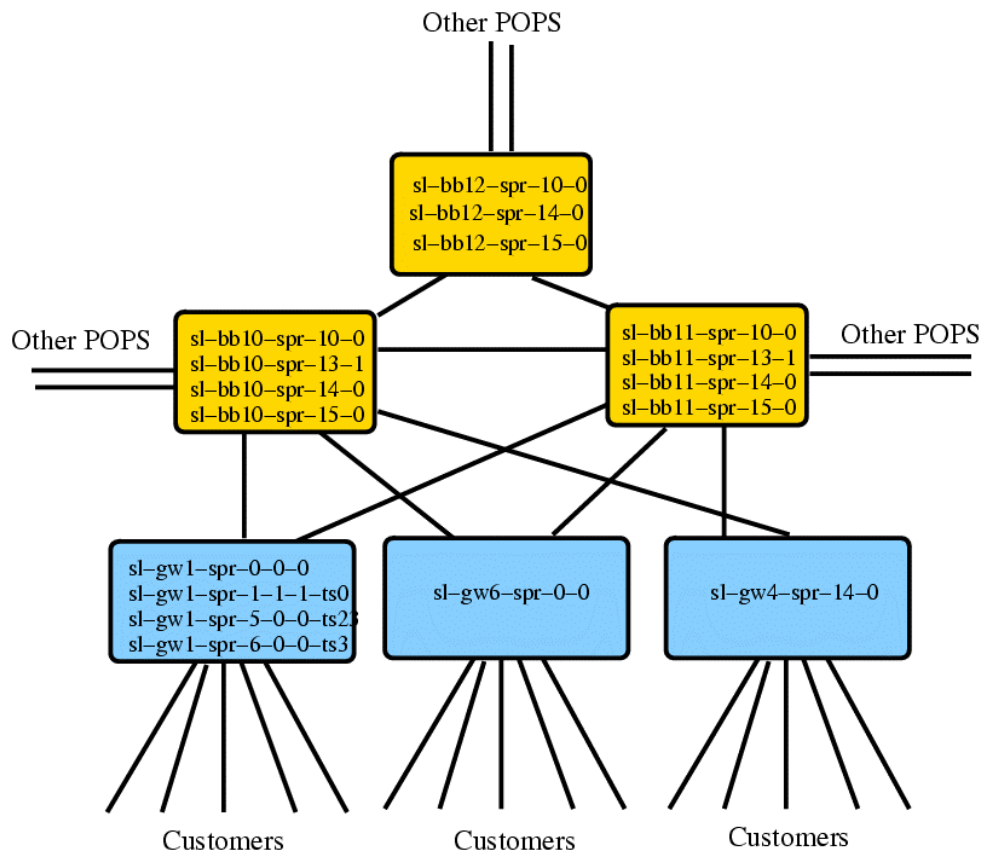 Other POPS
sl–bb12–spr–10–0
sl–bb12–spr–14–0
sl–bb12–spr–15–0
Other POPS
sl–bb10–spr–10–0
sl–bb10–spr–13–1
sl–bb10–spr–14–0
sl–bb10–spr–15–0
sl–bb11–spr–10–0
sl–bb11–spr–13–1
sl–bb11–spr–14–0
sl–bb11–spr–15–0
Other POPS
sl–gw1–spr–0–0–0
sl–gw1–spr–1–1–1–ts0
sl–gw1–spr–5–0–0–ts23
sl–gw1–spr–6–0–0–ts3
sl–gw6–spr–0–0
sl–gw4–spr–14–0
Customers
Customers
Customers